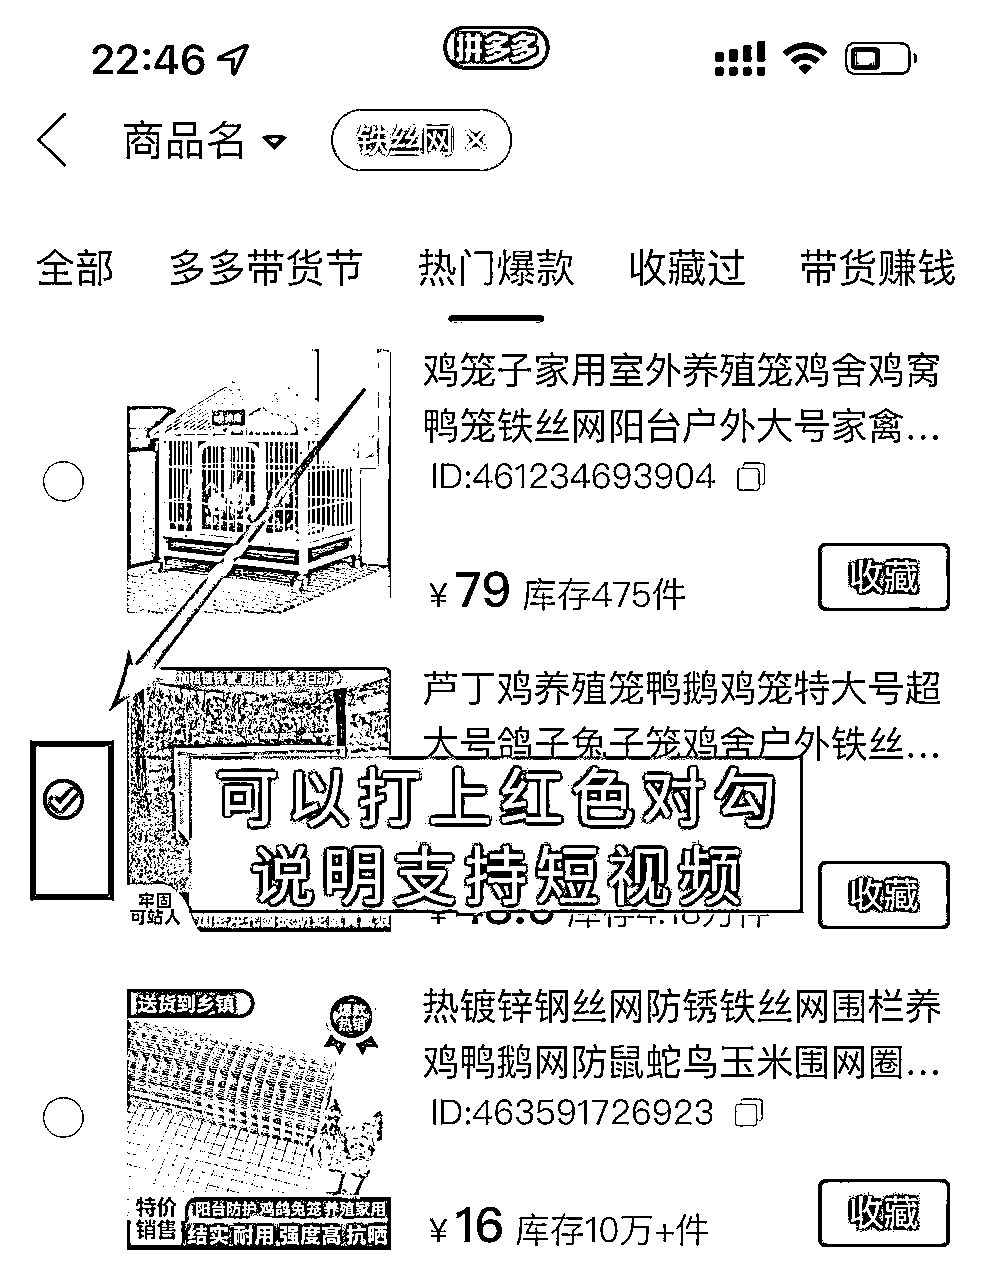 22:46
拼多多
商品名
铁丝网 ×
全部 多多带货节 热门爆款 收藏过 带货赚钱
鸡笼子家用室外养殖笼鸡舍鸡窝
鸭笼铁丝网阳台户外大号家禽...
ID:461234693904
¥79 库存475件
收藏
芦丁鸡养殖笼鸭鹅鸡笼特大号超
大号鸽子兔子笼鸡舍户外铁丝...
可以打上红色对勾
说明支持短视频
牢固
可站人
收藏
送货到乡镇
爆款
热销
热镀锌钢丝网防锈铁丝网围栏养
鸡鸭鹅网防鼠蛇鸟玉米围网圈...
ID:463591726923
特价
销售
阳台防护鸡鸽兔笼养殖家用
结实耐用强度高抗晒
¥16 库存10万+件
收藏